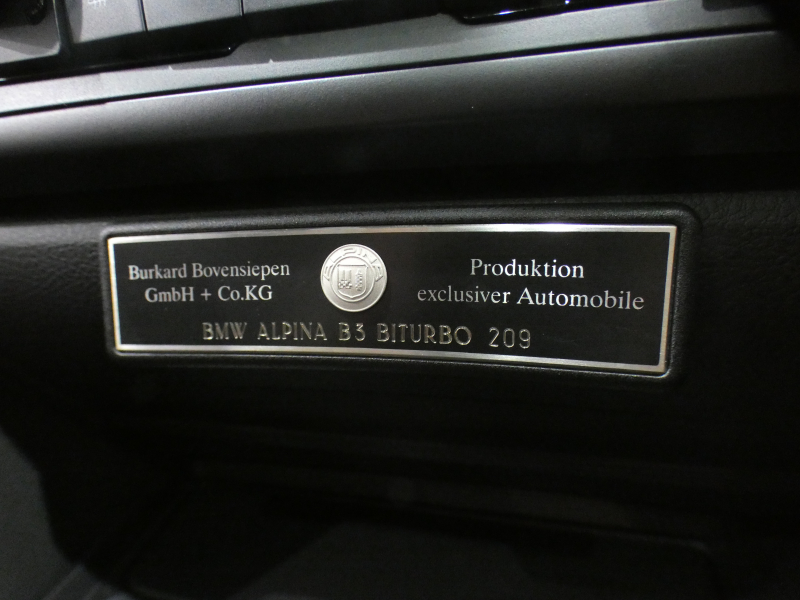 Burkard Bovensiepen
GmbH + Co.KG
ALPINA
Produktion
exclusiver Automobile
BMW ALPINA B3 BITURBO 209